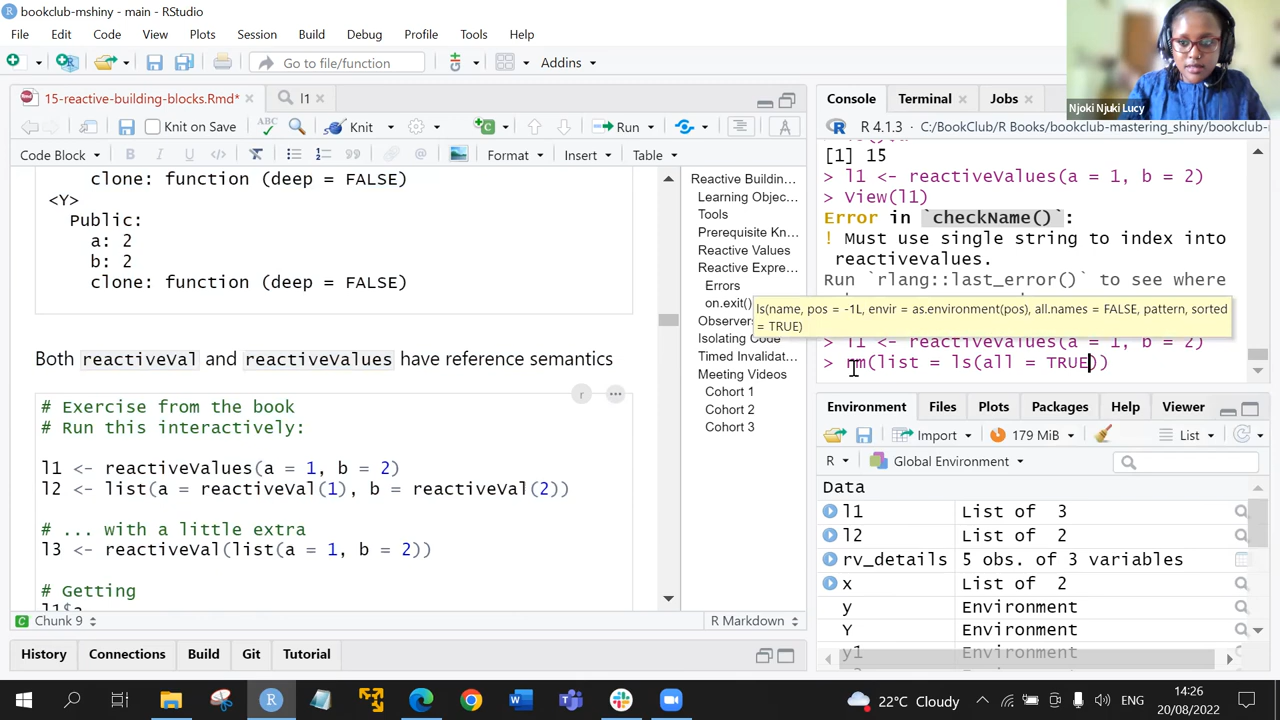 bookclub-mshiny - main - RStudio
File Edit Code View Plots Session Build Debug Profile Tools Help
Go to file/function
Addins
15-reactive-building-blocks.Rmd*
l1
Knit on Save
Knit
Run
Code Block
Format
Insert
Table
clone: function (deep = FALSE)
<Y>
Public:
a: 2
b: 2
clone: function (deep = FALSE)
Both reactiveVal and reactiveValues have reference semantics
# Exercise from the book
# Run this interactively:
l1 <- reactiveValues(a = 1, b = 2)
l2 <- list(a = reactiveVal(1), b = reactiveVal(2))
# ... with a little extra
l3 <- reactiveVal(list(a = 1, b = 2))
# Getting
l1$a
Chunk 9
R Markdown
Reactive Buildin...
Learning Objec...
Tools
Prerequisite Kn...
Reactive Values
Reactive Expre...
Errors
on.exit()
Observers
Isolating Code
Timed Invalidat...
Meeting Videos
Cohort 1
Cohort 2
Cohort 3
Njoki Njuki Lucy
Console Terminal Jobs
R 4.1.3 · C:/BookClub/R Books/bookclub-mastering_shiny/bookclub-
[1] 15
> l1 <- reactiveValues(a = 1, b = 2)
> View(l1)
Error in `checkName()`:
! Must use single string to index into
reactivevalues.
Run `rlang::last_error()` to see where
ls(name, pos = -1L, envir = as.environment(pos), all.names = FALSE, pattern, sorted
= TRUE)
> l1 <- reactiveValues(a = 1, b = 2)
> rm(list = ls(all = TRUE))
Environment Files Plots Packages Help Viewer
Import
179 MiB
List
R
Global Environment
Data
l1 List of 3
l2 List of 2
rv_details 5 obs. of 3 variables
x List of 2
y Environment
Y Environment
y1 Environment
History Connections Build Git Tutorial
22°C Cloudy
ENG
14:26
20/08/2022